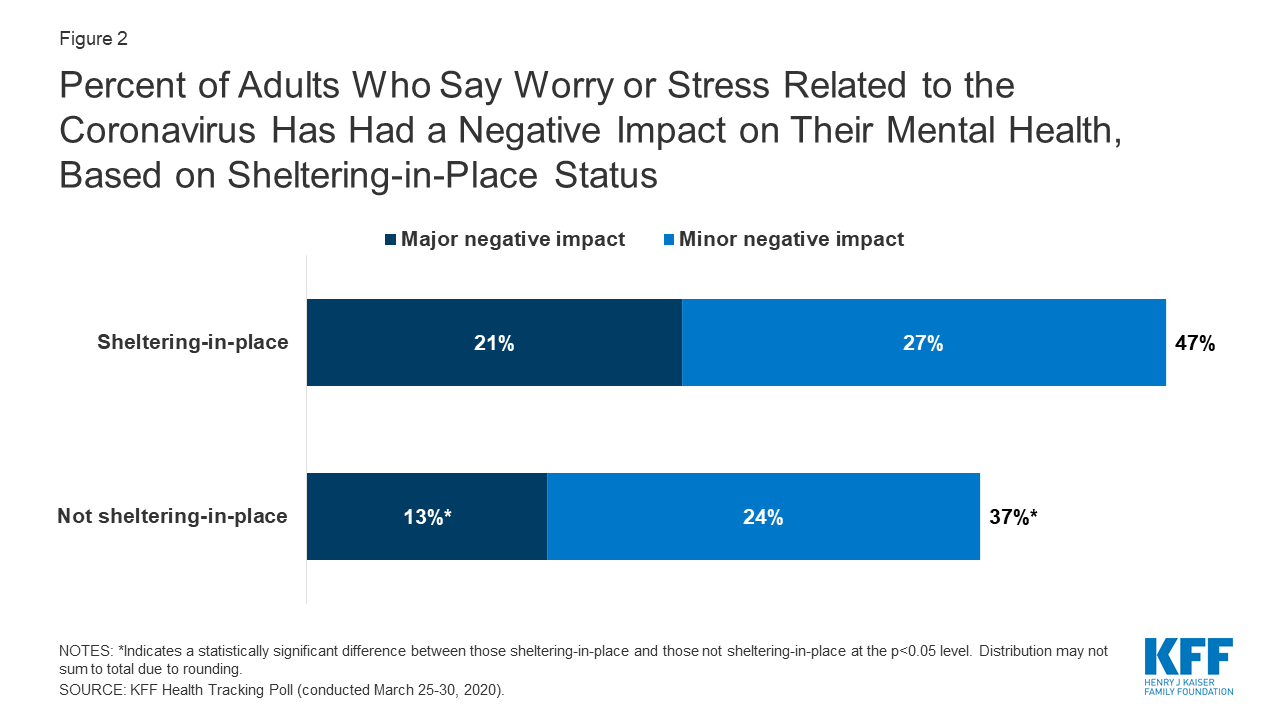 Figure 2
Percent of Adults Who Say Worry or Stress Related to the
Coronavirus Has Had a Negative Impact on Their Mental Health,
Based on Sheltering-in-Place Status
Major negative impact Minor negative impact
Sheltering-in-place 21% 27% 47%
Not sheltering-in-place 13%* 24% 37%*
NOTES: *Indicates a statistically significant difference between those sheltering-in-place and those not sheltering-in-place at the p<0.05 level. Distribution may not
sum to total due to rounding.
SOURCE: KFF Health Tracking Poll (conducted March 25-30, 2020).
KFF
HENRY J KAISER
FAMILY FOUNDATION